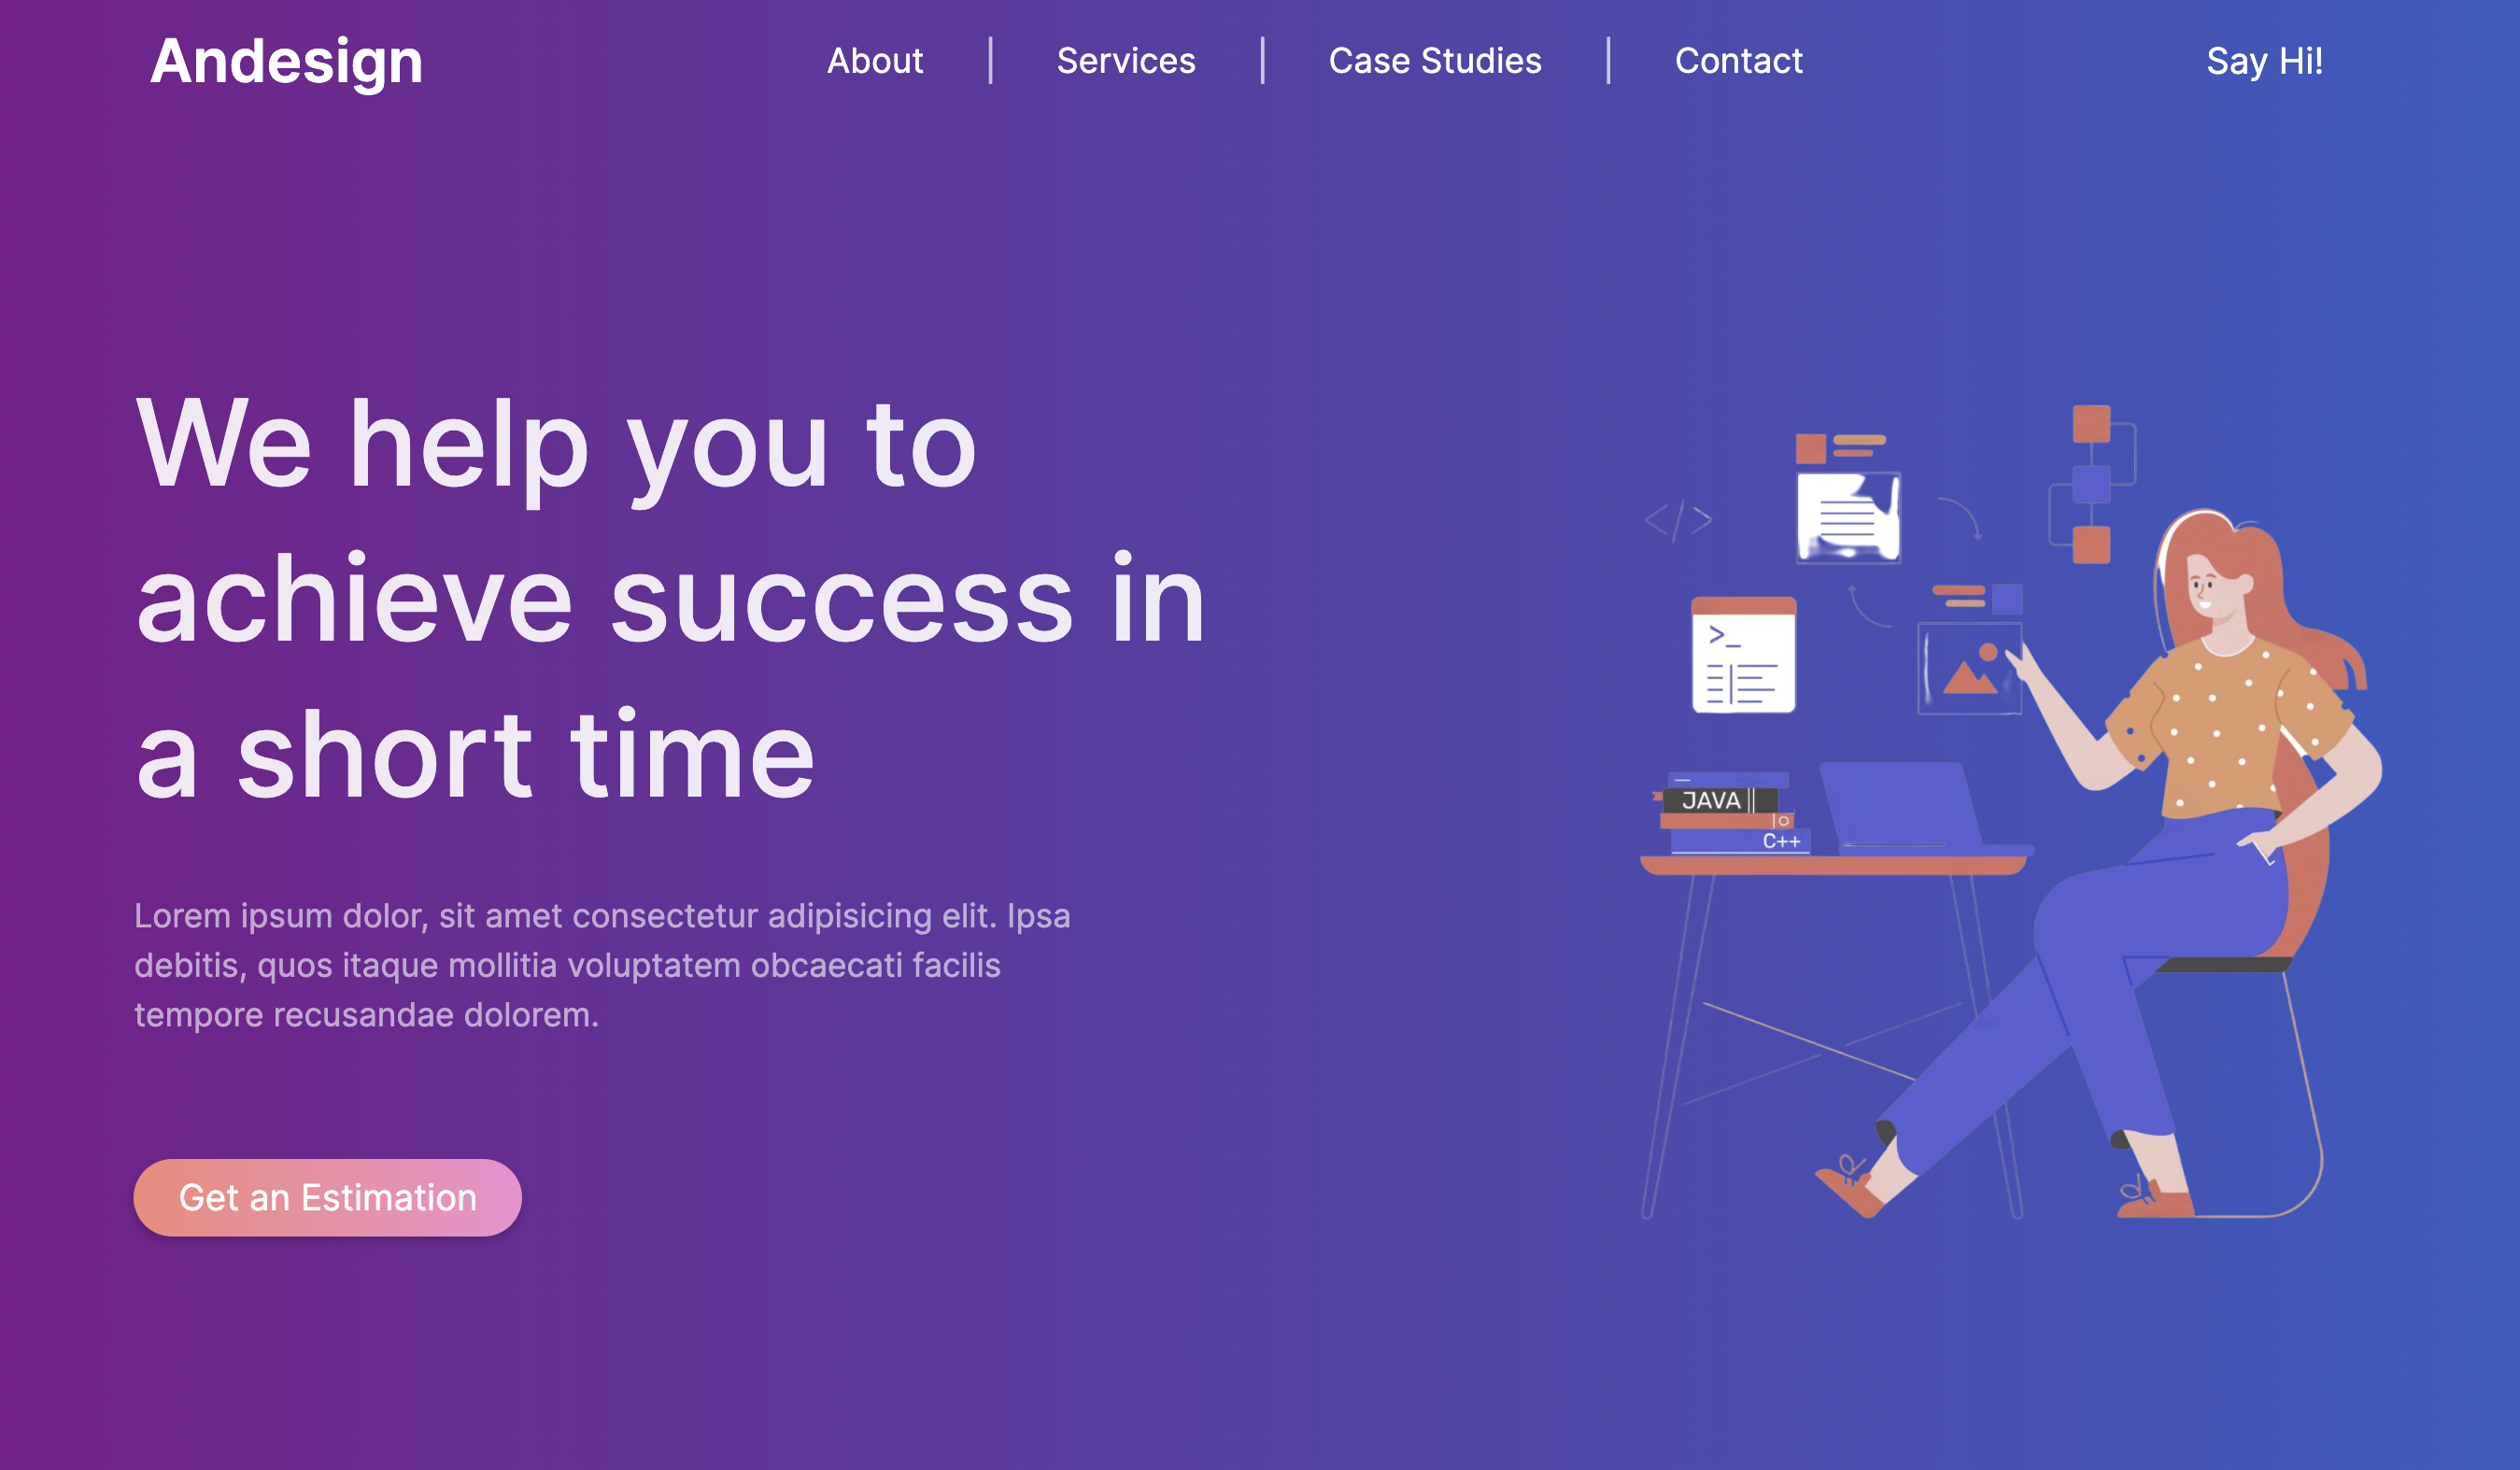 Andesign
About
Services
Case Studies
Contact
Say Hi!
We help you to
achieve success in
a short time
Lorem ipsum dolor, sit amet consectetur adipisicing elit. Ipsa
debitis, quos itaque mollitia voluptatem obcaecati facilis
tempore recusandae dolorem.
Get an Estimation
</>
>_
JAVA
C++